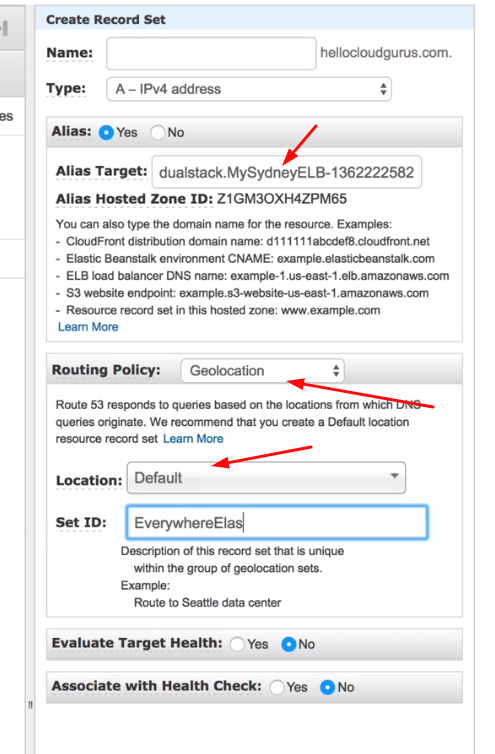 Create Record Set
es
Name: hellocloudgurus.com.
Type: A – IPv4 address
Alias: Yes No
Alias Target: dualstack.MySydneyELB-1362222582
Alias Hosted Zone ID: Z1GM3OXH4ZPM65
You can also type the domain name for the resource. Examples:
- CloudFront distribution domain name: d111111abcdef8.cloudfront.net
- Elastic Beanstalk environment CNAME: example.elasticbeanstalk.com
- ELB load balancer DNS name: example-1.us-east-1.elb.amazonaws.com
- S3 website endpoint: example.s3-website-us-east-1.amazonaws.com
- Resource record set in this hosted zone: www.example.com
Learn More
Routing Policy: Geolocation
Route 53 responds to queries based on the locations from which DNS
queries originate. We recommend that you create a Default location
resource record set Learn More
Location: Default
Set ID: EverywhereElas
Description of this record set that is unique
within the group of geolocation sets.
Example:
Route to Seattle data center
Evaluate Target Health: Yes No
Associate with Health Check: Yes No